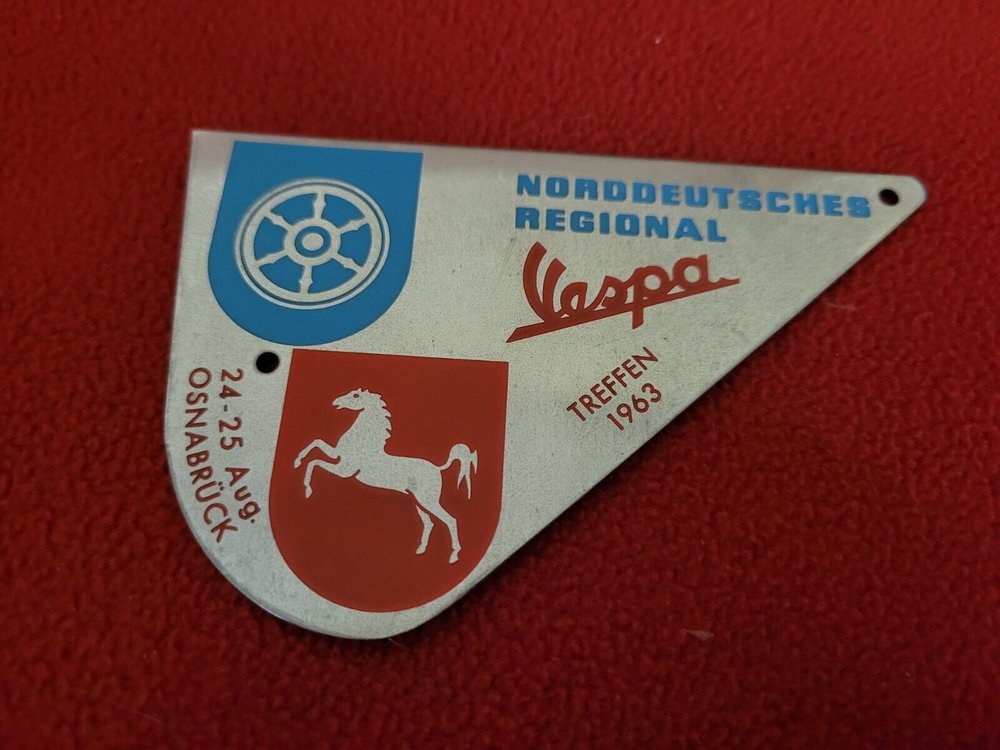 NORDDEUTSCHES
REGIONAL
Vespa
TREFFEN
1963
24-25 Aug.
OSNABRÜCK